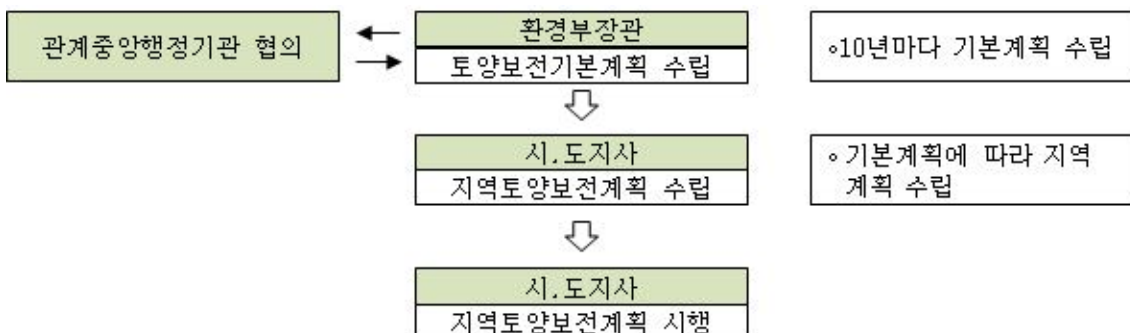 관계중앙행정기관 협의
환경부장관
토양보전기본계획 수립
∘10년마다 기본계획 수립
시.도지사
지역토양보전계획 수립
∘ 기본계획에 따라 지역
계획 수립
시.도지사
지역토양보전계획 시행